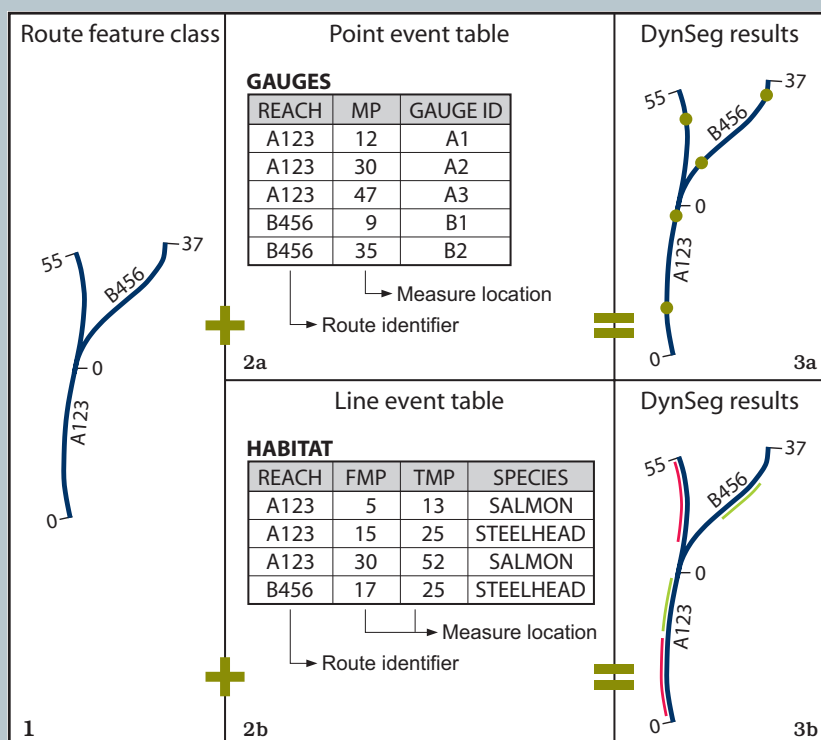 Route feature class
55
37
B456
0
A123
0
1
Point event table
GAUGES
REACH MP GAUGE ID
A123 12 A1
A123 30 A2
A123 47 A3
B456 9 B1
B456 35 B2
Measure location
Route identifier
2a
DynSeg results
55
37
B456
0
A123
0
3a
Line event table
HABITAT
REACH FMP TMP SPECIES
A123 5 13 SALMON
A123 15 25 STEELHEAD
A123 30 52 SALMON
B456 17 25 STEELHEAD
Measure location
Route identifier
2b
DynSeg results
55
37
B456
0
A123
0
3b